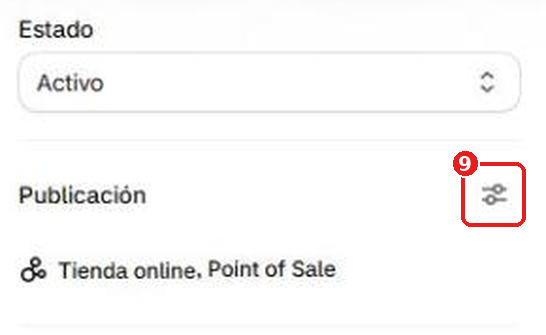 Estado
Activo
9
Publicación
Tienda online, Point of Sale